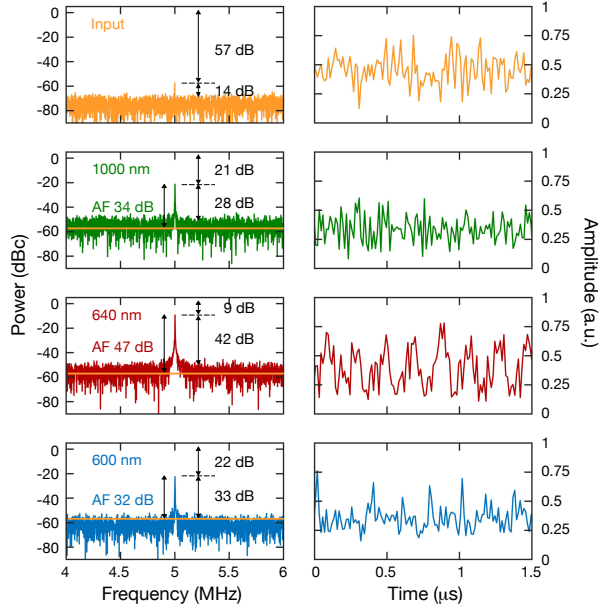 0
-20
-40
-60
-80
Input
57 dB
14 dB
1
0.75
0.5
0.25
0
0
-20
-40
-60
-80
1000 nm
AF 34 dB
21 dB
28 dB
1
0.75
0.5
0.25
0
Power (dBc)
Amplitude (a.u.)
0
-20
-40
-60
-80
640 nm
AF 47 dB
9 dB
42 dB
1
0.75
0.5
0.25
0
0
-20
-40
-60
-80
600 nm
AF 32 dB
22 dB
33 dB
1
0.75
0.5
0.25
0
4 4.5 5 5.5 6
Frequency (MHz)
0 0.5 1 1.5
Time (μs)